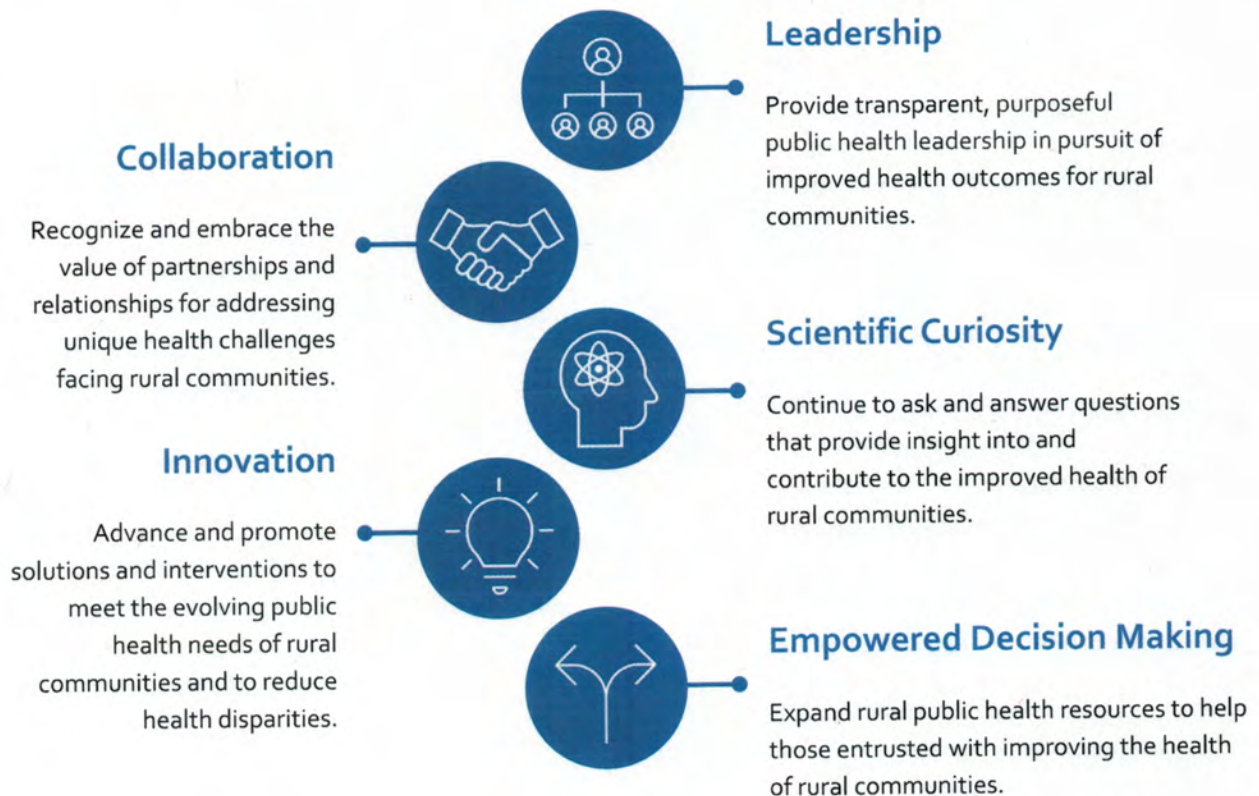 Leadership
Provide transparent, purposeful
public health leadership in pursuit of
improved health outcomes for rural
communities.
Collaboration
Recognize and embrace the
value of partnerships and
relationships for addressing
unique health challenges
facing rural communities.
Scientific Curiosity
Continue to ask and answer questions
that provide insight into and
contribute to the improved health of
rural communities.
Innovation
Advance and promote
solutions and interventions to
meet the evolving public
health needs of rural
communities and to reduce
health disparities.
Empowered Decision Making
Expand rural public health resources to help
those entrusted with improving the health
of rural communities.